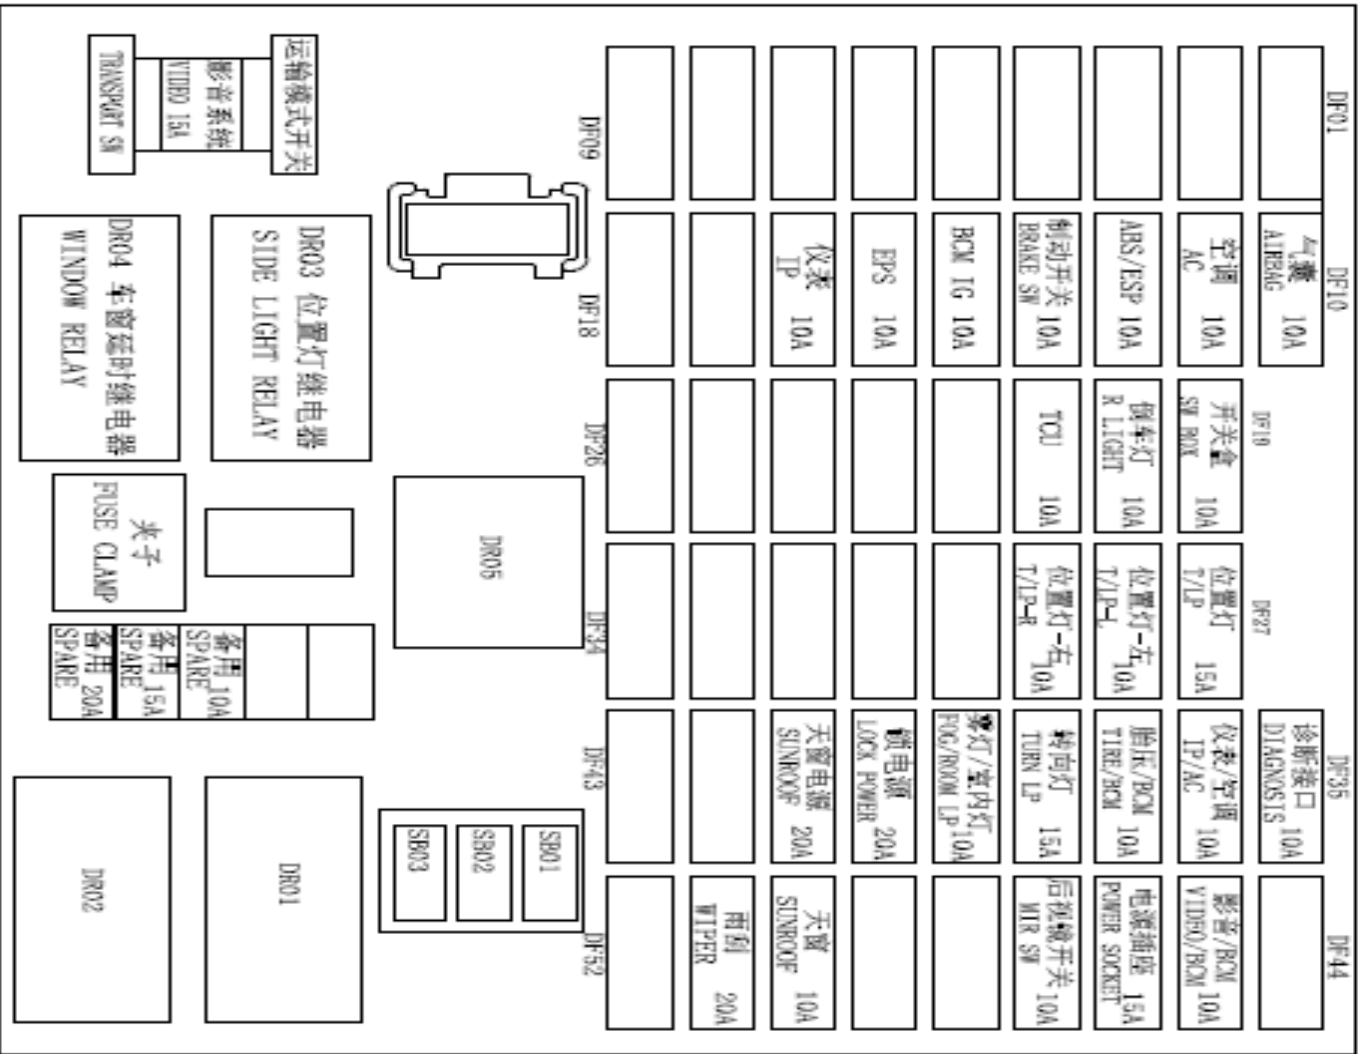 DF01
DF10
DF35
DF44
气囊
AIRBAG 10A
诊断接口
DIAGNOSIS 10A
DF19
DF27
空调
AC 10A
开关盒
SW BOX 10A
位置灯
T/LP 15A
仪表/空调
IP/AC 10A
影音/BCM
VIDEO/BCM 10A
ABS/ESP 10A
倒车灯
R LIGHT 10A
位置灯-左
T/LP-L 10A
胎压/BCM
TIRE/BCM 10A
电源插座
POWER SOCKET 15A
制动开关
BRAKE SW 10A
TCU 10A
位置灯-右
T/LP-R 10A
转向灯
TURN LP 15A
后视镜开关
MIR SW 10A
BCM IG 10A
雾灯/室内灯
FOG/ROOM LP 10A
EPS 10A
锁电源
LOCK POWER 20A
仪表
IP 10A
天窗电源
SUNROOF 20A
天窗
SUNROOF 10A
雨刮
WIPER 20A
DF09
DF18
DF26
DF34
DF43
DF52
DR05
SB01
SB02
SB03
运输模式开关
影音系统
VIDEO 15A
TRANSPORT SW
DR03 位置灯继电器
SIDE LIGHT RELAY
DR01
DR04 车窗延时继电器
WINDOW RELAY
夹子
FUSE CLAMP
备用 10A
SPARE
备用 15A
SPARE
备用 20A
SPARE
DR02